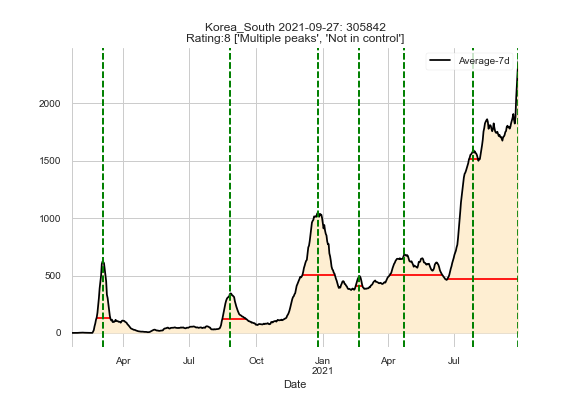 Korea_South 2021-09-27: 305842
Rating:8 ['Multiple peaks', 'Not in control']
Average-7d
2000
1500
1000
500
0
Apr Jul Oct Jan Apr Jul
2021
Date